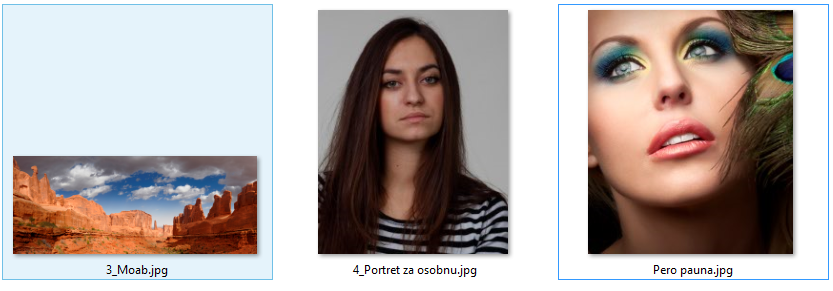 3_Moab.jpg
4_Portret za osobnu.jpg
Pero pauna.jpg